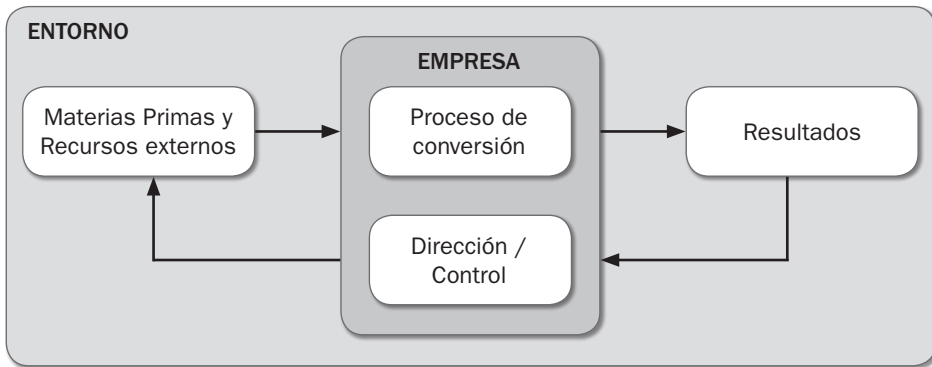 ENTORNO
EMPRESA
Materias Primas y
Recursos externos
Proceso de
conversión
Resultados
Dirección /
Control